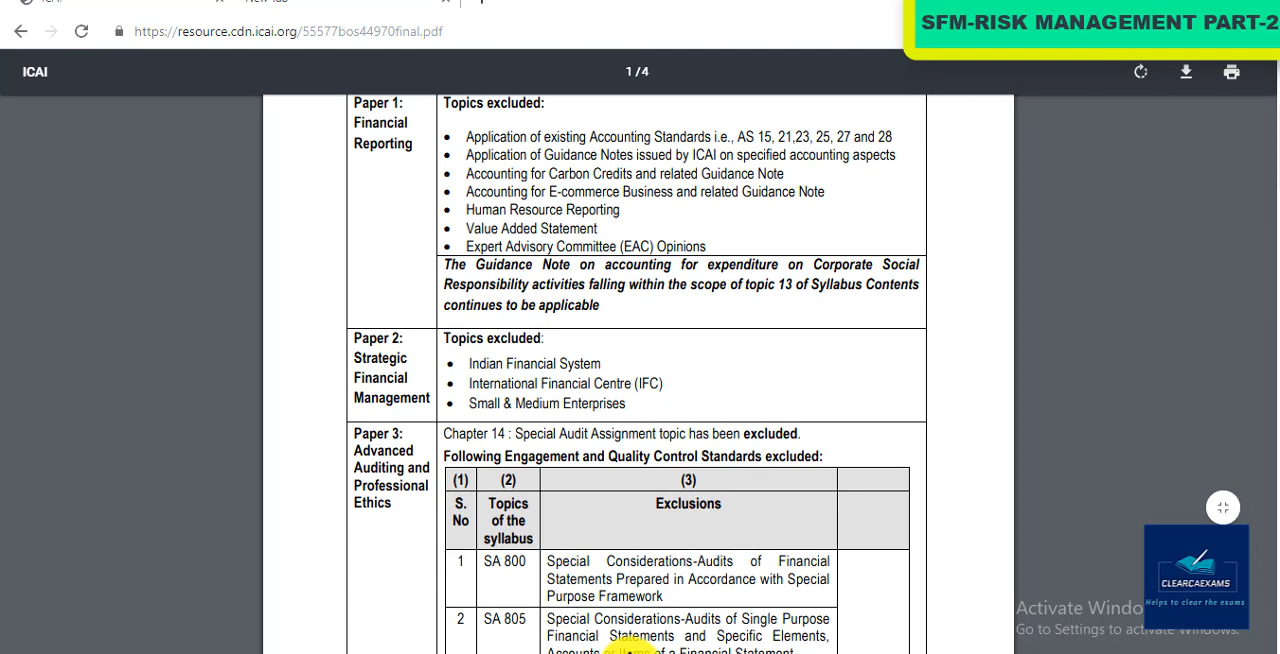 SFM-RISK MANAGEMENT PART-2
https://resource.cdn.icai.org/55577bos44970final.pdf
ICAI
1/4
Paper 1:
Financial
Reporting
Topics excluded:
• Application of existing Accounting Standards i.e., AS 15, 21,23, 25, 27 and 28
• Application of Guidance Notes issued by ICAI on specified accounting aspects
• Accounting for Carbon Credits and related Guidance Note
• Accounting for E-commerce Business and related Guidance Note
• Human Resource Reporting
• Value Added Statement
• Expert Advisory Committee (EAC) Opinions
The Guidance Note on accounting for expenditure on Corporate Social
Responsibility activities falling within the scope of topic 13 of Syllabus Contents
continues to be applicable
Paper 2:
Strategic
Financial
Management
Topics excluded:
• Indian Financial System
• International Financial Centre (IFC)
• Small & Medium Enterprises
Paper 3:
Advanced
Auditing and
Professional
Ethics
Chapter 14 : Special Audit Assignment topic has been excluded.
Following Engagement and Quality Control Standards excluded:
(1) (2) (3)
S.
No
Topics
of the
syllabus
Exclusions
1 SA 800 Special Considerations-Audits of Financial
Statements Prepared in Accordance with Special
Purpose Framework
2 SA 805 Special Considerations-Audits of Single Purpose
Financial Statements and Specific Elements,
Accounts or Items of a Financial Statement
CLEARCAEXAMS
Helps to clear the exams
Activate Windo
Go to Settings to activate Windows.